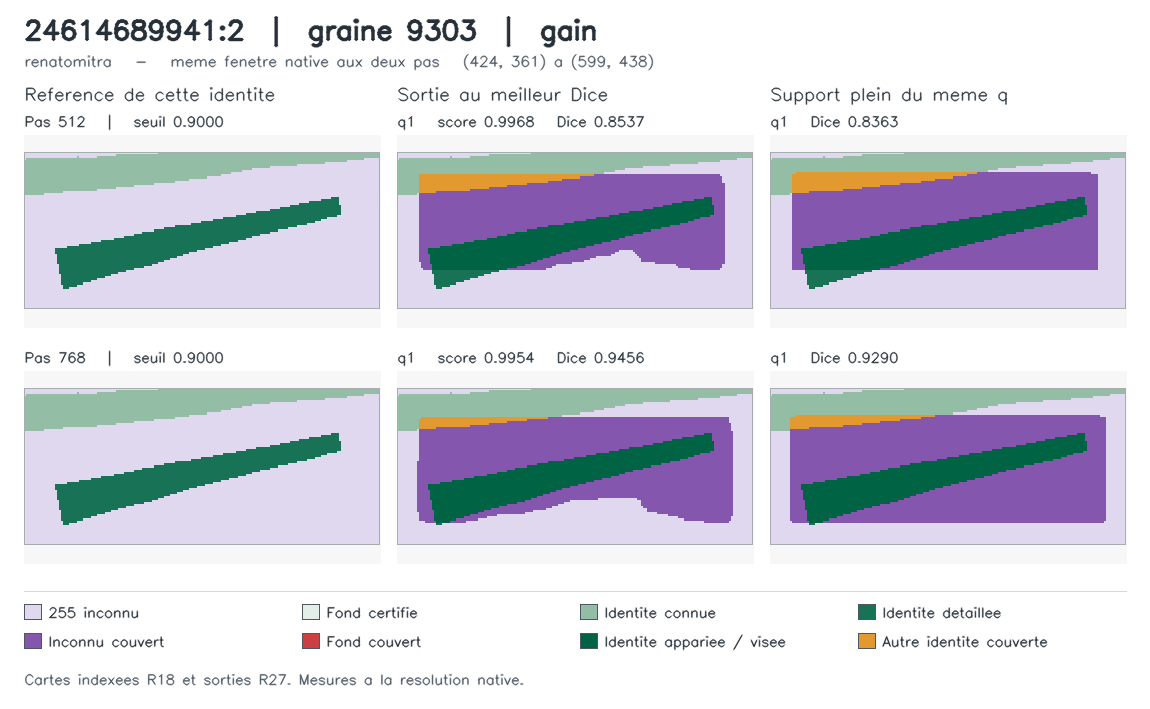 24614689941:2 | graine 9303 | gain
renatomitra – meme fenetre native aux deux pas (424, 361) a (599, 438)
Reference de cette identite Sortie au meilleur Dice Support plein du meme q
Pas 512 | seuil 0.9000 q1 score 0.9968 Dice 0.8537 q1 Dice 0.8363
Pas 768 | seuil 0.9000 q1 score 0.9954 Dice 0.9456 q1 Dice 0.9290
255 inconnu Fond certifie Identite connue Identite detaillee
Inconnu couvert Fond couvert Identite appariee / visee Autre identite couverte
Cartes indexees R18 et sorties R27. Mesures a la resolution native.